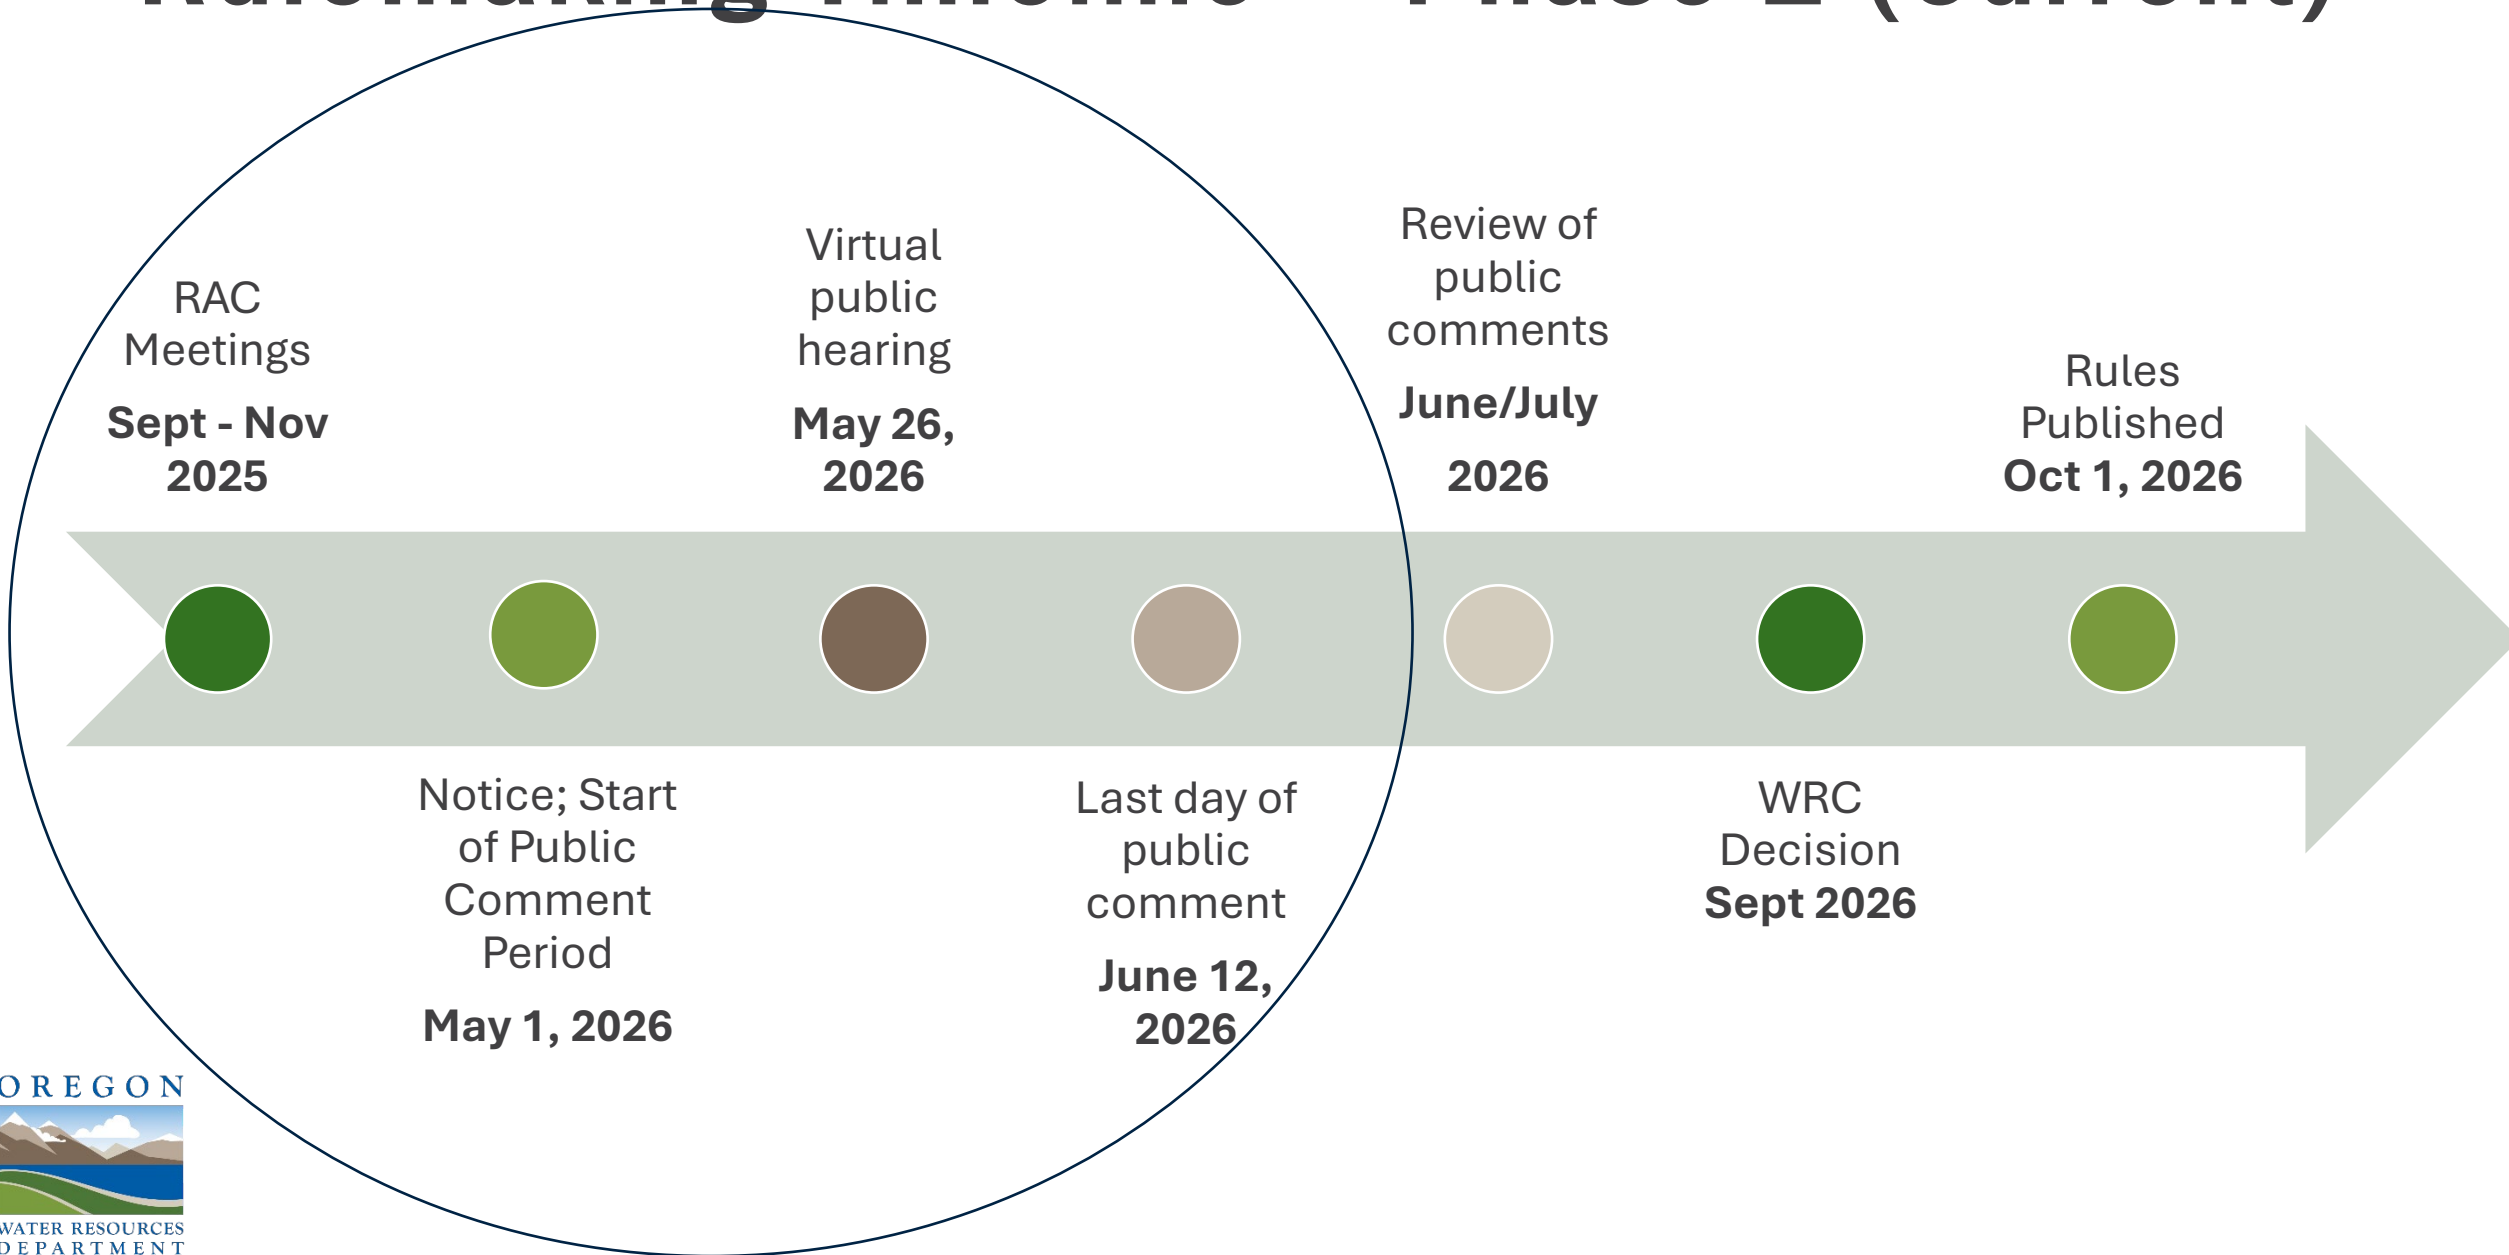 RAC
Meetings
Sept - Nov
2025
Notice; Start
of Public
Comment
Period
May 1, 2026
Virtual
public
hearing
May 26,
2026
Last day of
public
comment
June 12,
2026
Review of
public
comments
June/July
2026
WRC
Decision
Sept 2026
Rules
Published
Oct 1, 2026
OREGON
WATER RESOURCES
DEPARTMENT